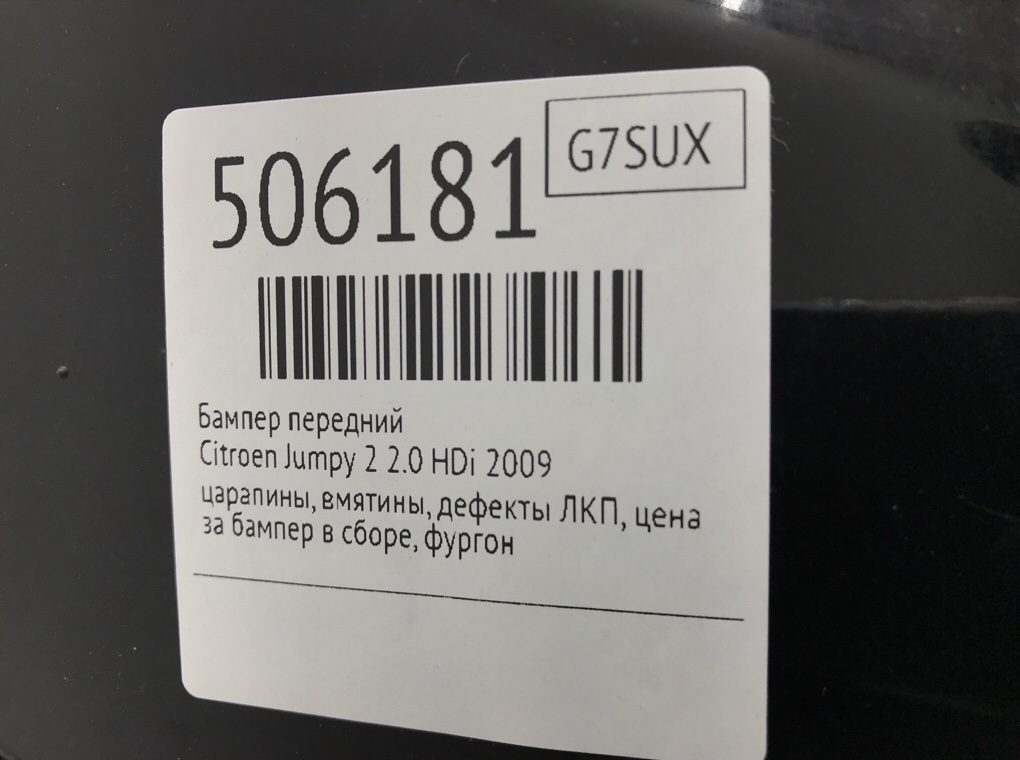 506181
G7SUX
Бампер передний
Citroen Jumpy 2 2.0 HDi 2009
царапины, вмятины, дефекты ЛКП, цена
за бампер в сборе, фургон